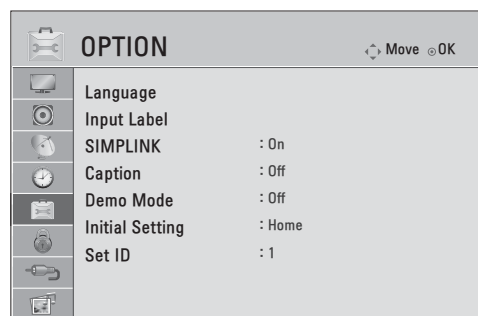 OPTION
Move OK
Language
Input Label
SIMPLINK : On
Caption : Off
Demo Mode : Off
Initial Setting : Home
Set ID : 1